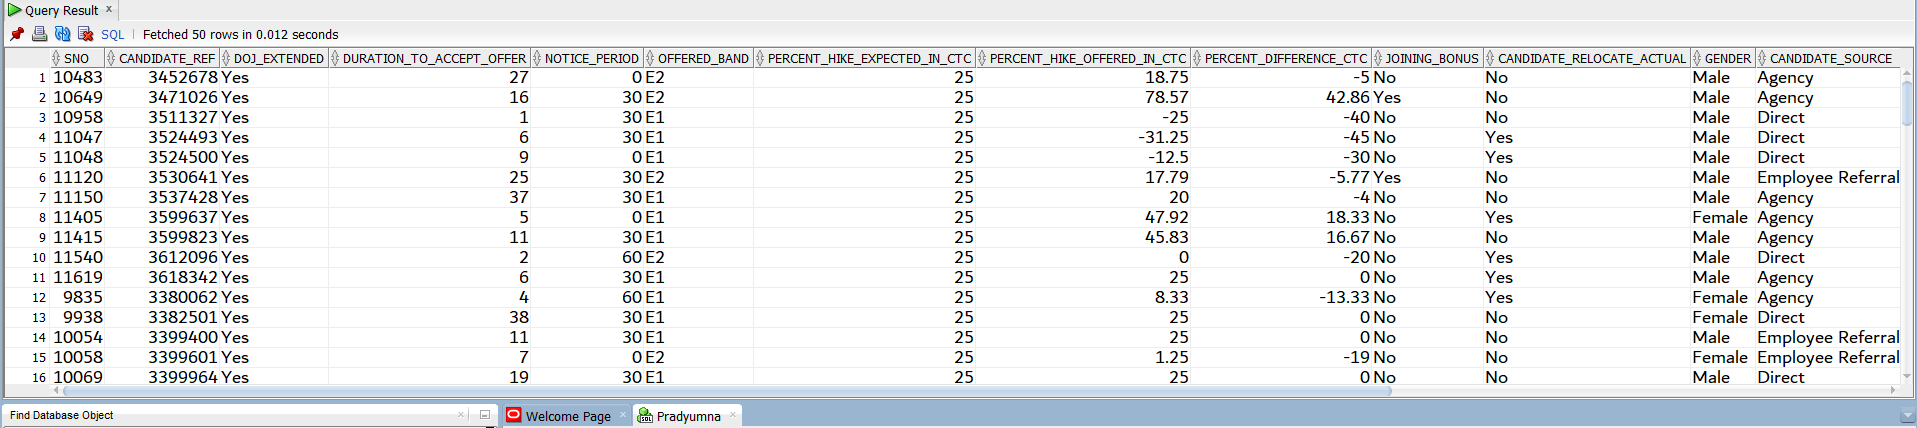 Query Result x
SQL | Fetched 50 rows in 0.012 seconds
SNO CANDIDATE_REF DOJ_EXTENDED DURATION_TO_ACCEPT_OFFER NOTICE_PERIOD OFFERED_BAND PERCENT_HIKE_EXPECTED_IN_CTC PERCENT_HIKE_OFFERED_IN_CTC PERCENT_DIFFERENCE_CTC JOINING_BONUS CANDIDATE_RELOCATE_ACTUAL GENDER CANDIDATE_SOURCE
1 10483 3452678 Yes 27 0 E2 25 18.75 -5 No No Male Agency
2 10649 3471026 Yes 16 30 E2 25 78.57 42.86 Yes No Male Agency
3 10958 3511327 Yes 1 30 E1 25 -25 -40 No No Male Direct
4 11047 3524493 Yes 6 30 E1 25 -31.25 -45 No Yes Male Direct
5 11048 3524500 Yes 9 0 E1 25 -12.5 -30 No Yes Male Direct
6 11120 3530641 Yes 25 30 E2 25 17.79 -5.77 Yes No Male Employee Referral
7 11150 3537428 Yes 37 30 E1 25 20 -4 No No Male Agency
8 11405 3599637 Yes 5 0 E1 25 47.92 18.33 No Yes Female Agency
9 11415 3599823 Yes 11 30 E1 25 45.83 16.67 No No Male Agency
10 11540 3612096 Yes 2 60 E2 25 0 -20 No Yes Male Direct
11 11619 3618342 Yes 6 30 E1 25 25 0 No Yes Male Agency
12 9835 3380062 Yes 4 60 E1 25 8.33 -13.33 No Yes Female Agency
13 9938 3382501 Yes 38 30 E1 25 25 0 No No Female Direct
14 10054 3399400 Yes 11 30 E1 25 25 0 No No Male Employee Referral
15 10058 3399601 Yes 7 0 E2 25 1.25 -19 No No Female Employee Referral
16 10069 3399964 Yes 19 30 E1 25 25 0 No No Male Direct
Find Database Object x Welcome Page x Pradyumna x